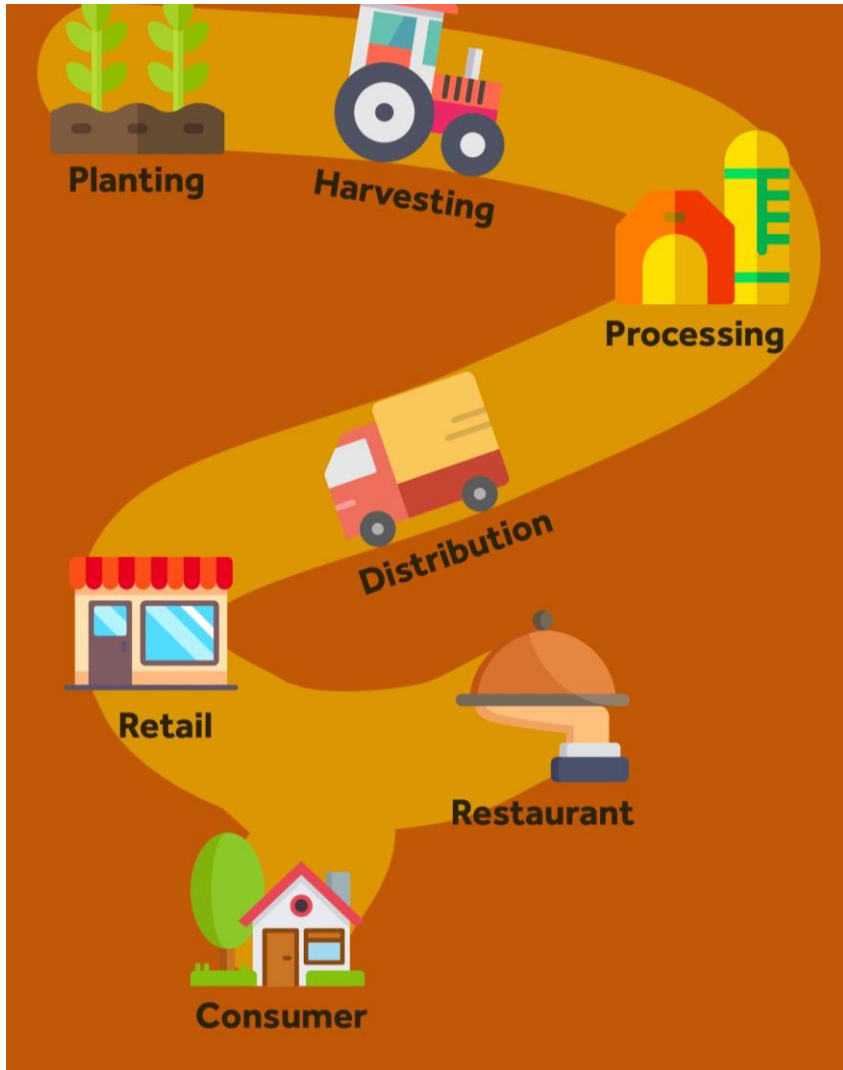 Planting
Harvesting
Processing
Distribution
Retail
Restaurant
Consumer